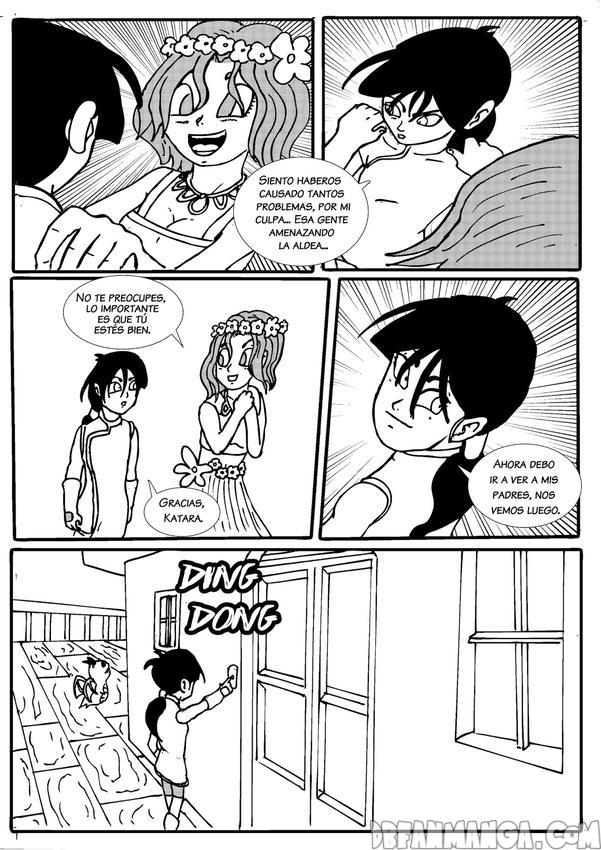 SIENTO HABEROS
CAUSADO TANTOS
PROBLEMAS, POR MI
CULPA... ESA GENTE
AMENAZANDO
LA ALDEA...
NO TE PREOCUPES,
LO IMPORTANTE
ES QUE TÚ
ESTÉS BIEN.
GRACIAS,
KATARA.
AHORA DEBO
IR A VER A MIS
PADRES, NOS
VEMOS LUEGO.
DING
DONG
DBFANMANGA.COM